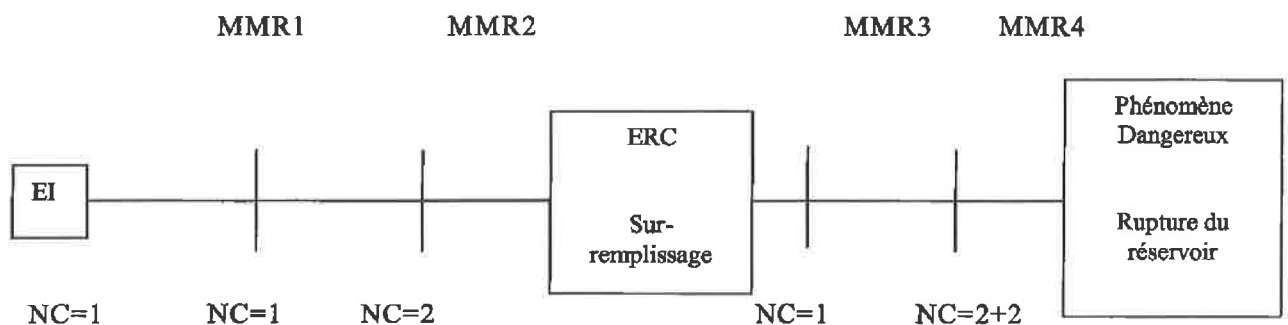 MMR1 MMR2 MMR3 MMR4
EI
ERC
Sur-
remplissage
Phénomène
Dangereux
Rupture du
réservoir
NC=1 NC=1 NC=2 NC=1 NC=2+2